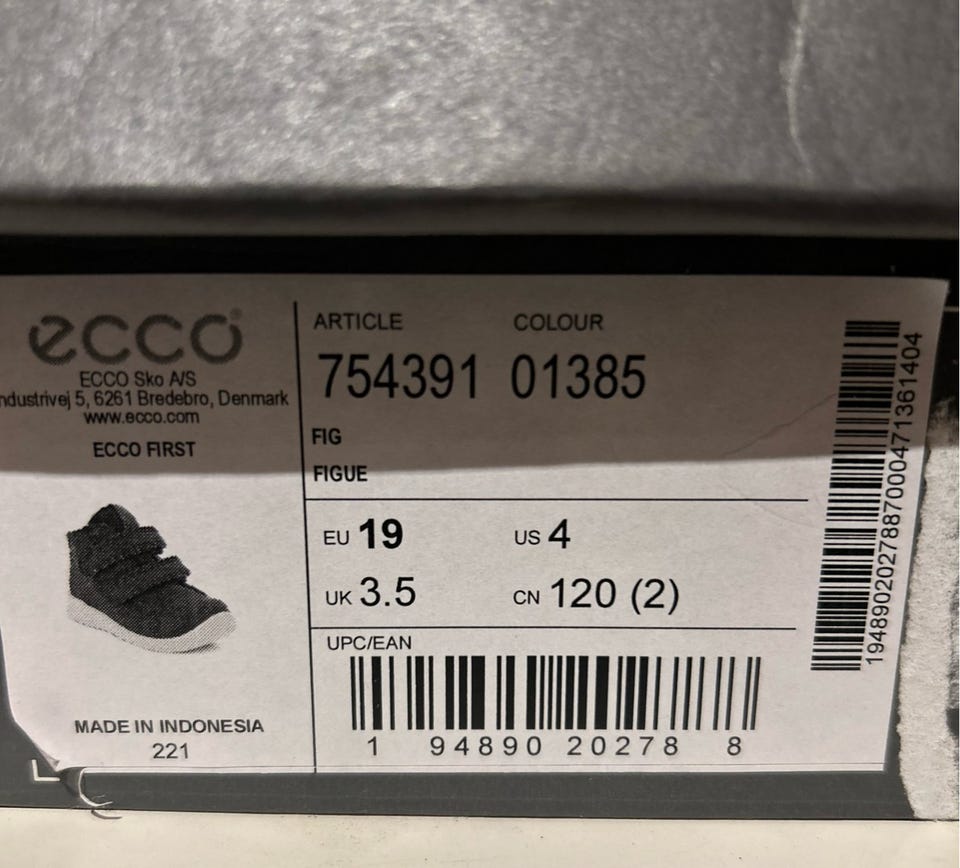 ecco
ECCO Sko A/S
ndustrivej 5, 6261 Bredebro, Denmark
www.ecco.com
ECCO FIRST
MADE IN INDONESIA
221
ARTICLE COLOUR
754391 01385
FIG
FIGUE
EU 19 US 4
UK 3.5 CN 120 (2)
UPC/EAN
1 94890 20278 8
19489020278870004713614​04